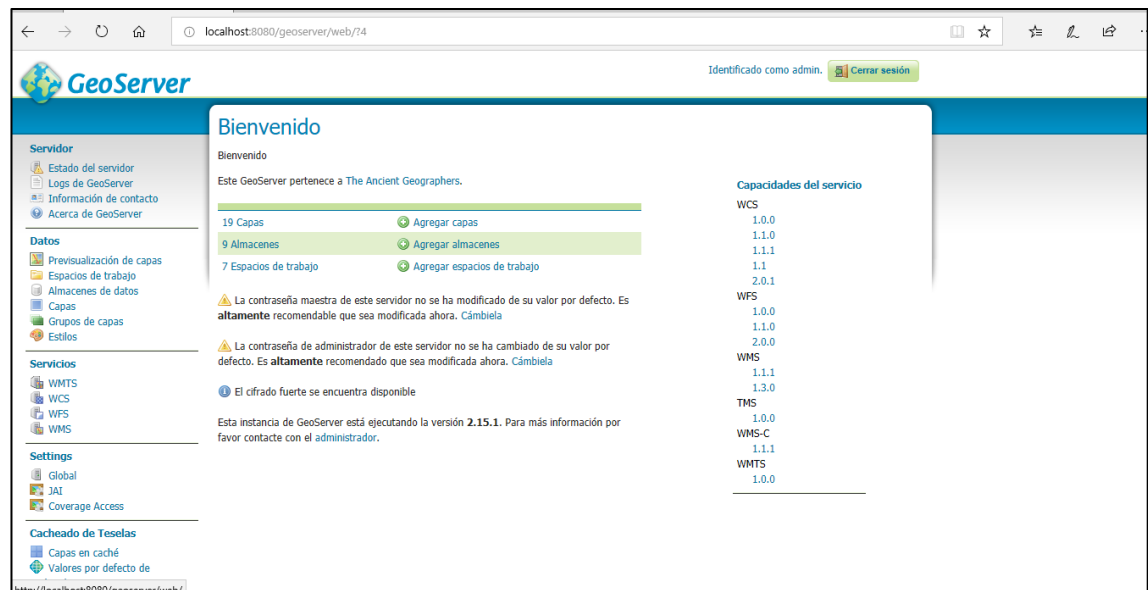 localhost:8080/geoserver/web/?4
GeoServer
Identificado como admin.
Cerrar sesión
Servidor
Estado del servidor
Logs de GeoServer
Información de contacto
Acerca de GeoServer
Datos
Previsualización de capas
Espacios de trabajo
Almacenes de datos
Capas
Grupos de capas
Estilos
Servicios
WMTS
WCS
WFS
WMS
Settings
Global
JAI
Coverage Access
Cacheado de Teselas
Capas en caché
Valores por defecto de
http://localhost:8080/geoserver/web/
Bienvenido
Bienvenido
Este GeoServer pertenece a The Ancient Geographers.
19 Capas Agregar capas
9 Almacenes Agregar almacenes
7 Espacios de trabajo Agregar espacios de trabajo
La contraseña maestra de este servidor no se ha modificado de su valor por defecto. Es
altamente recomendable que sea modificada ahora. Cámbiela
La contraseña de administrador de este servidor no se ha cambiado de su valor por
defecto. Es altamente recomendado que sea modificada ahora. Cámbiela
El cifrado fuerte se encuentra disponible
Esta instancia de GeoServer está ejecutando la versión 2.15.1. Para más información por
favor contacte con el administrador.
Capacidades del servicio
WCS
1.0.0
1.1.0
1.1.1
1.1
2.0.1
WFS
1.0.0
1.1.0
2.0.0
WMS
1.1.1
1.3.0
TMS
1.0.0
WMS-C
1.1.1
WMTS
1.0.0